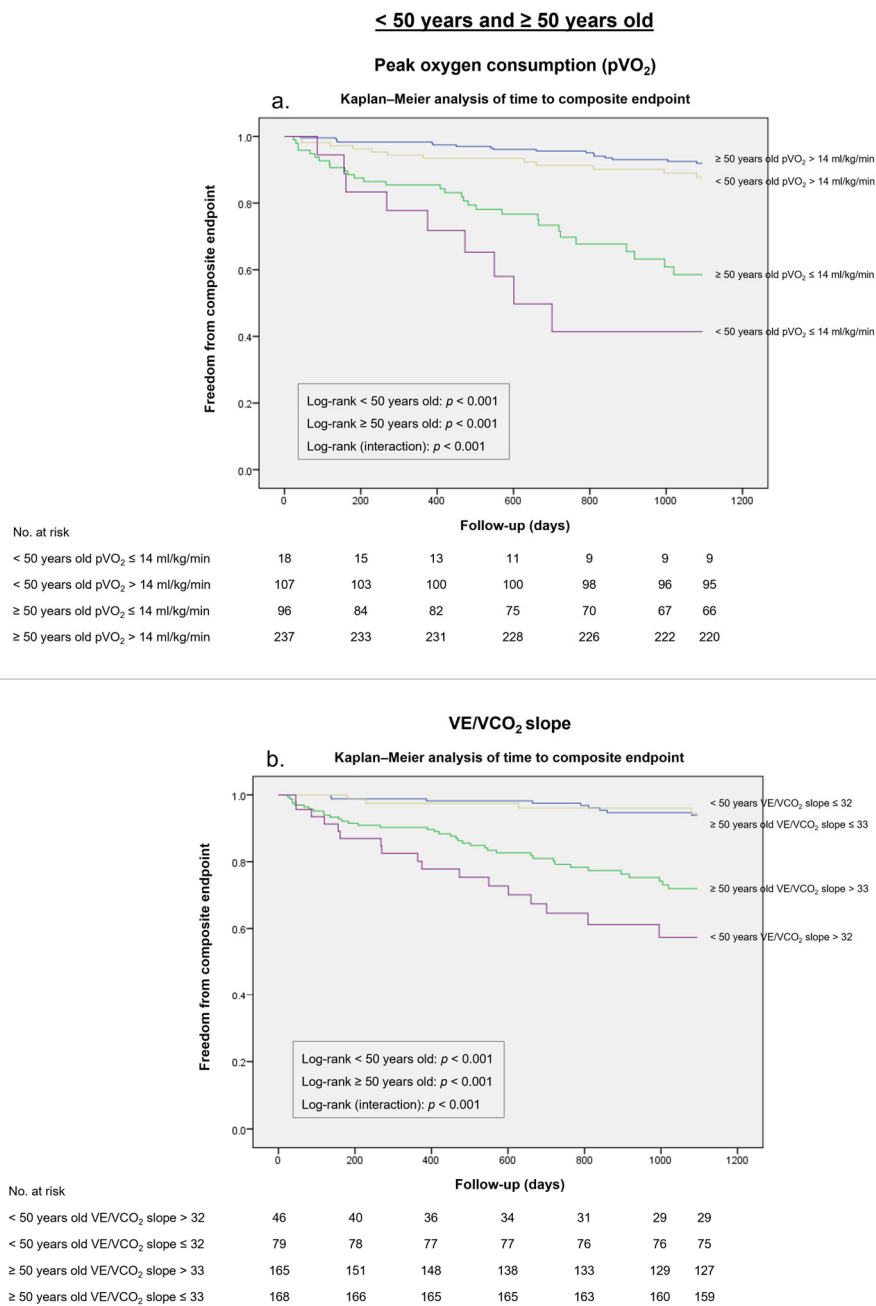 < 50 years and ≥ 50 years old
Peak oxygen consumption (pVO₂)
a.
Kaplan–Meier analysis of time to composite endpoint
Freedom from composite endpoint
1.0
0.8
0.6
0.4
0.2
0.0
≥ 50 years old pVO₂ > 14 ml/kg/min
< 50 years old pVO₂ > 14 ml/kg/min
≥ 50 years old pVO₂ ≤ 14 ml/kg/min
< 50 years old pVO₂ ≤ 14 ml/kg/min
Log-rank < 50 years old: p < 0.001
Log-rank ≥ 50 years old: p < 0.001
Log-rank (interaction): p < 0.001
0 200 400 600 800 1000 1200
Follow-up (days)
No. at risk
< 50 years old pVO₂ ≤ 14 ml/kg/min 18 15 13 11 9 9 9
< 50 years old pVO₂ > 14 ml/kg/min 107 103 100 100 98 96 95
≥ 50 years old pVO₂ ≤ 14 ml/kg/min 96 84 82 75 70 67 66
≥ 50 years old pVO₂ > 14 ml/kg/min 237 233 231 228 226 222 220
VE/VCO₂ slope
b.
Kaplan–Meier analysis of time to composite endpoint
Freedom from composite endpoint
1.0
0.8
0.6
0.4
0.2
0.0
< 50 years VE/VCO₂ slope ≤ 32
≥ 50 years old VE/VCO₂ slope ≤ 33
≥ 50 years old VE/VCO₂ slope > 33
< 50 years VE/VCO₂ slope > 32
Log-rank < 50 years old: p < 0.001
Log-rank ≥ 50 years old: p < 0.001
Log-rank (interaction): p < 0.001
0 200 400 600 800 1000 1200
Follow-up (days)
No. at risk
< 50 years old VE/VCO₂ slope > 32 46 40 36 34 31 29 29
< 50 years old VE/VCO₂ slope ≤ 32 79 78 77 77 76 76 75
≥ 50 years old VE/VCO₂ slope > 33 165 151 148 138 133 129 127
≥ 50 years old VE/VCO₂ slope ≤ 33 168 166 165 165 163 160 159